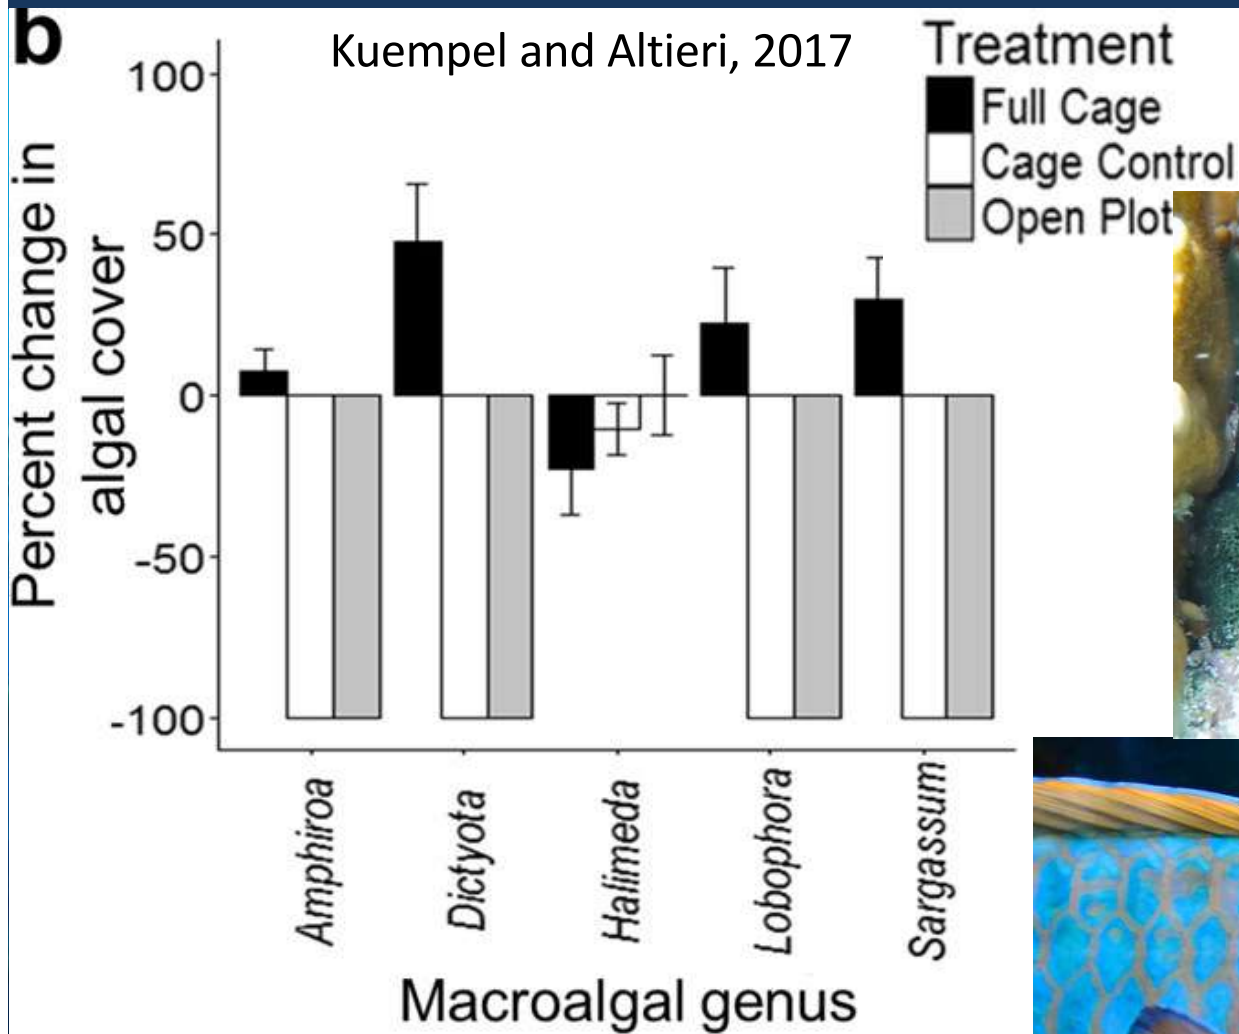 b
Kuempel and Altieri, 2017
Treatment
Full Cage
Cage Control
Open Plot
Percent change in
algal cover
100
50
0
-50
-100
Amphiroa
Dictyota
Halimeda
Lobophora
Sargassum
Macroalgal genus